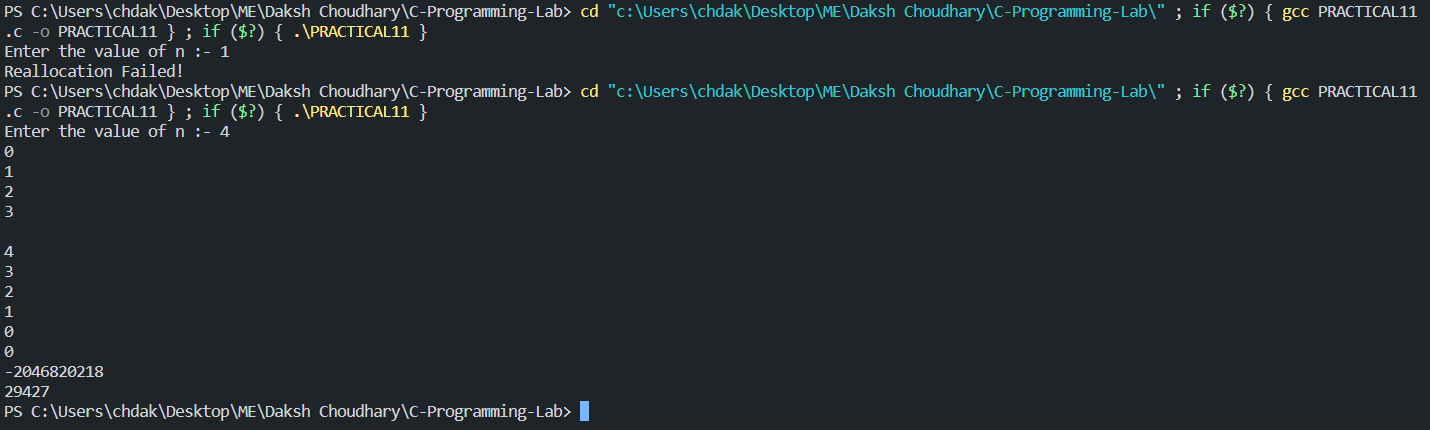 PS C:\Users\chdak\Desktop\ME\Daksh Choudhary\C-Programming-Lab> cd "c:\Users\chdak\Desktop\ME\Daksh Choudhary\C-Programming-Lab\" ; if ($?) { gcc PRACTICAL11
.c -o PRACTICAL11 } ; if ($?) { .\PRACTICAL11 }
Enter the value of n :- 1
Reallocation Failed!
PS C:\Users\chdak\Desktop\ME\Daksh Choudhary\C-Programming-Lab> cd "c:\Users\chdak\Desktop\ME\Daksh Choudhary\C-Programming-Lab\" ; if ($?) { gcc PRACTICAL11
.c -o PRACTICAL11 } ; if ($?) { .\PRACTICAL11 }
Enter the value of n :- 4
0
1
2
3

4
3
2
1
0
0
-2046820218
29427
PS C:\Users\chdak\Desktop\ME\Daksh Choudhary\C-Programming-Lab>